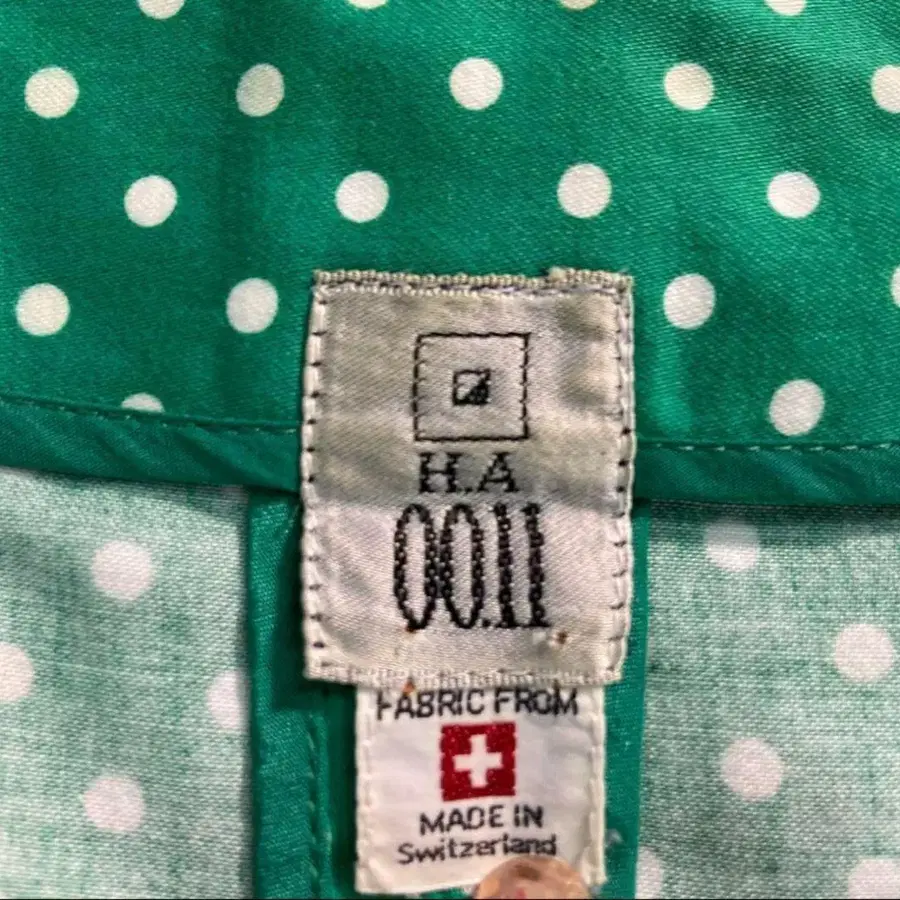 H.A
00.11
FABRIC FROM
MADE IN
Switzerland